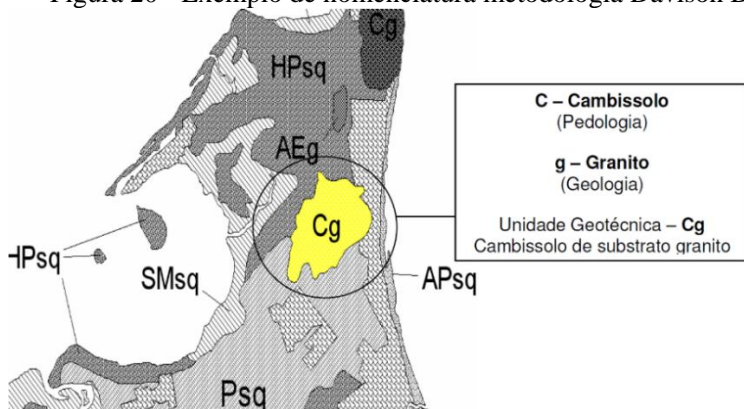 Figura 20 - Exemplo de nomenclatura metodologia Davison
Cg
HPsq
AEg
Cg
HPsq
SMsq
APsq
Psq
C – Cambissolo
(Pedologia)
g – Granito
(Geologia)
Unidade Geotécnica – Cg
Cambissolo de substrato granito